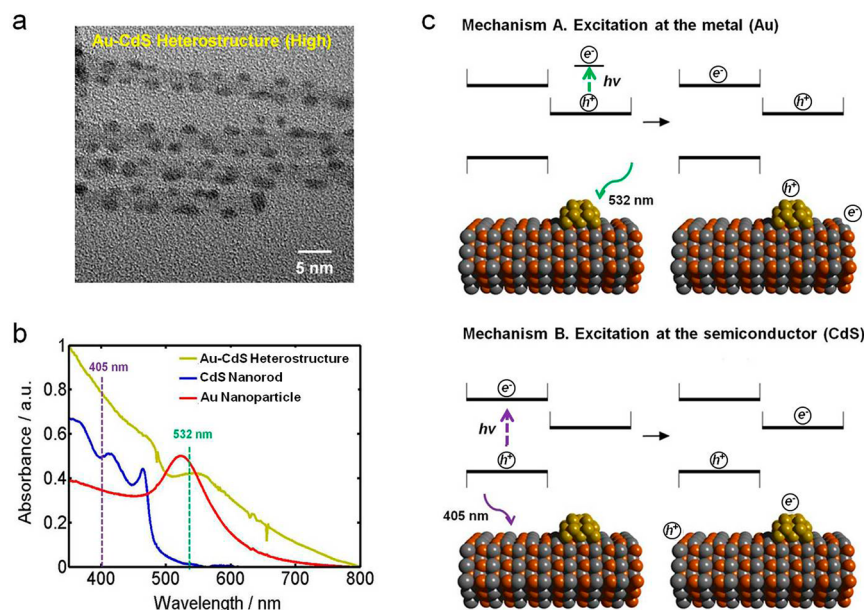 a
Au-CdS Heterostructure (High)
5 nm
b
Absorbance / a.u.
1
0.8
0.6
0.4
0.2
0
405 nm
532 nm
Au-CdS Heterostructure
CdS Nanorod
Au Nanoparticle
400 500 600 700 800
Wavelength / nm
c
Mechanism A. Excitation at the metal (Au)
e-
hν
h+
e-
h+
532 nm
h+
e-
Mechanism B. Excitation at the semiconductor (CdS)
e-
hν
h+
e-
h+
405 nm
e-
h+